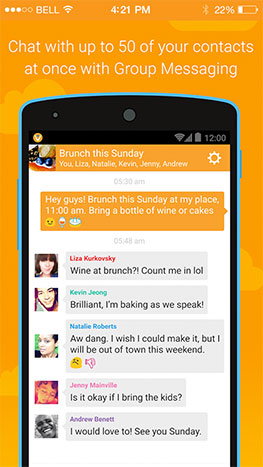 BELL 4:21 PM 22%
Chat with up to 50 of your contacts
at once with Group Messaging
12:00
Brunch this Sunday
You, Liza, Natalie, Kevin, Jenny, Andrew
05:30 am
Hey guys! Brunch this Sunday at my place,
11:00 am. Bring a bottle of wine or cakes
05:48 am
Liza Kurkovsky
Wine at brunch?! Count me in lol
Kevin Jeong
Brilliant, I'm baking as we speak!
Natalie Roberts
Aw dang. I wish I could make it, but I
will be out of town this weekend.
Jenny Mainville
Is it okay if I bring the kids?
Andrew Benett
I would love to! See you Sunday.